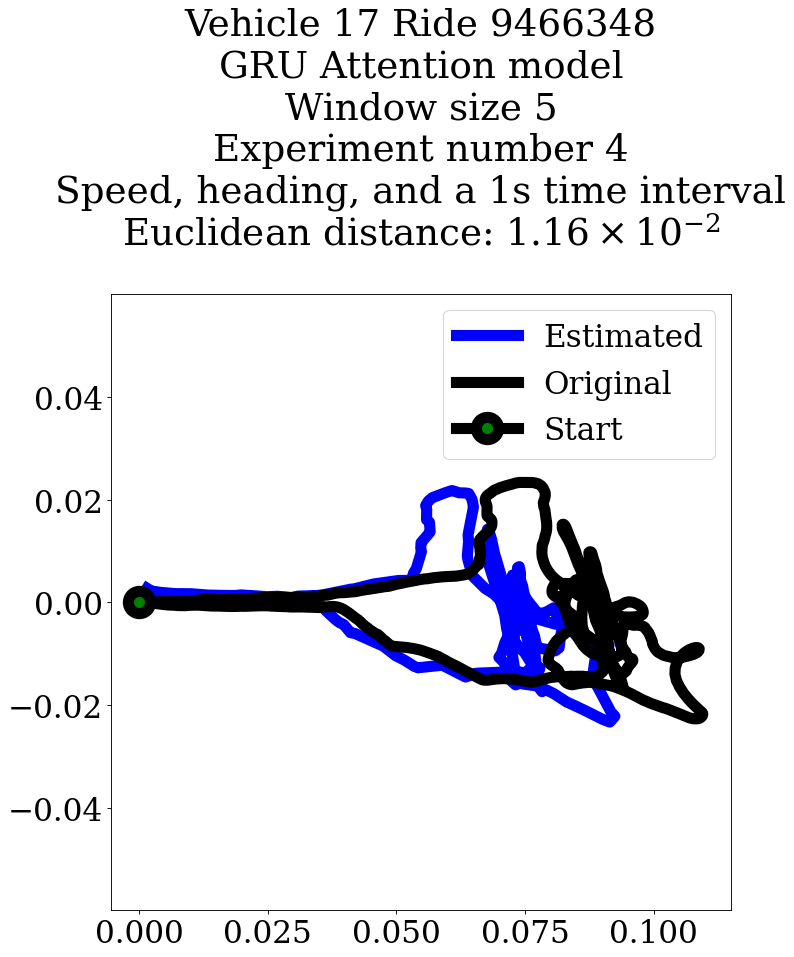 Vehicle 17 Ride 9466348
GRU Attention model
Window size 5
Experiment number 4
Speed, heading, and a 1s time interval
Euclidean distance: 1.16 × 10⁻²
Estimated
Original
Start
0.04
0.02
0.00
−0.02
−0.04
0.000 0.025 0.050 0.075 0.100